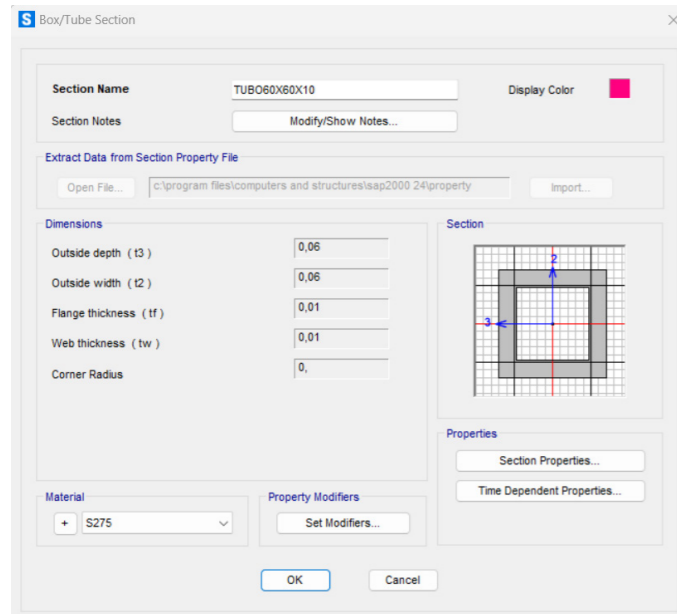 S Box/Tube Section
Section Name TUBO60X60X10 Display Color
Section Notes Modify/Show Notes...
Extract Data from Section Property File
Open File... c:\program files\computers and structures\sap2000 24\property Import...
Dimensions
Outside depth ( t3 ) 0,06
Outside width ( t2 ) 0,06
Flange thickness ( tf ) 0,01
Web thickness ( tw ) 0,01
Corner Radius 0,
Section
2
3
Properties
Section Properties...
Time Dependent Properties...
Material
+ S275
Property Modifiers
Set Modifiers...
OK Cancel